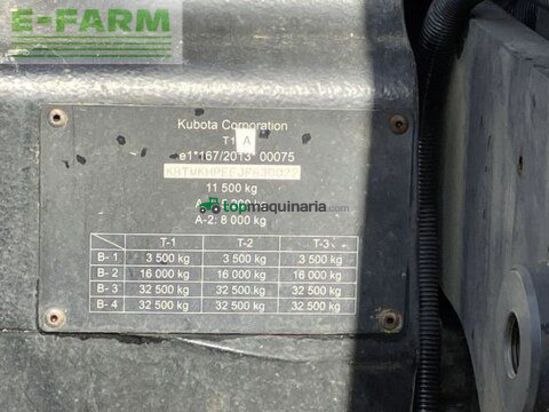 E-FARM
Kubota Corporation
T1 A
e1*167/2013*00075
11 500 kg
topmaquinaria.com
A-2: 8 000 kg
T-1 T-2 T-3
B- 1 3 500 kg 3 500 kg 3 500 kg
B- 2 16 000 kg 16 000 kg 16 000 kg
B- 3 32 500 kg 32 500 kg 32 500 kg
B- 4 32 500 kg 32 500 kg 32 500 kg